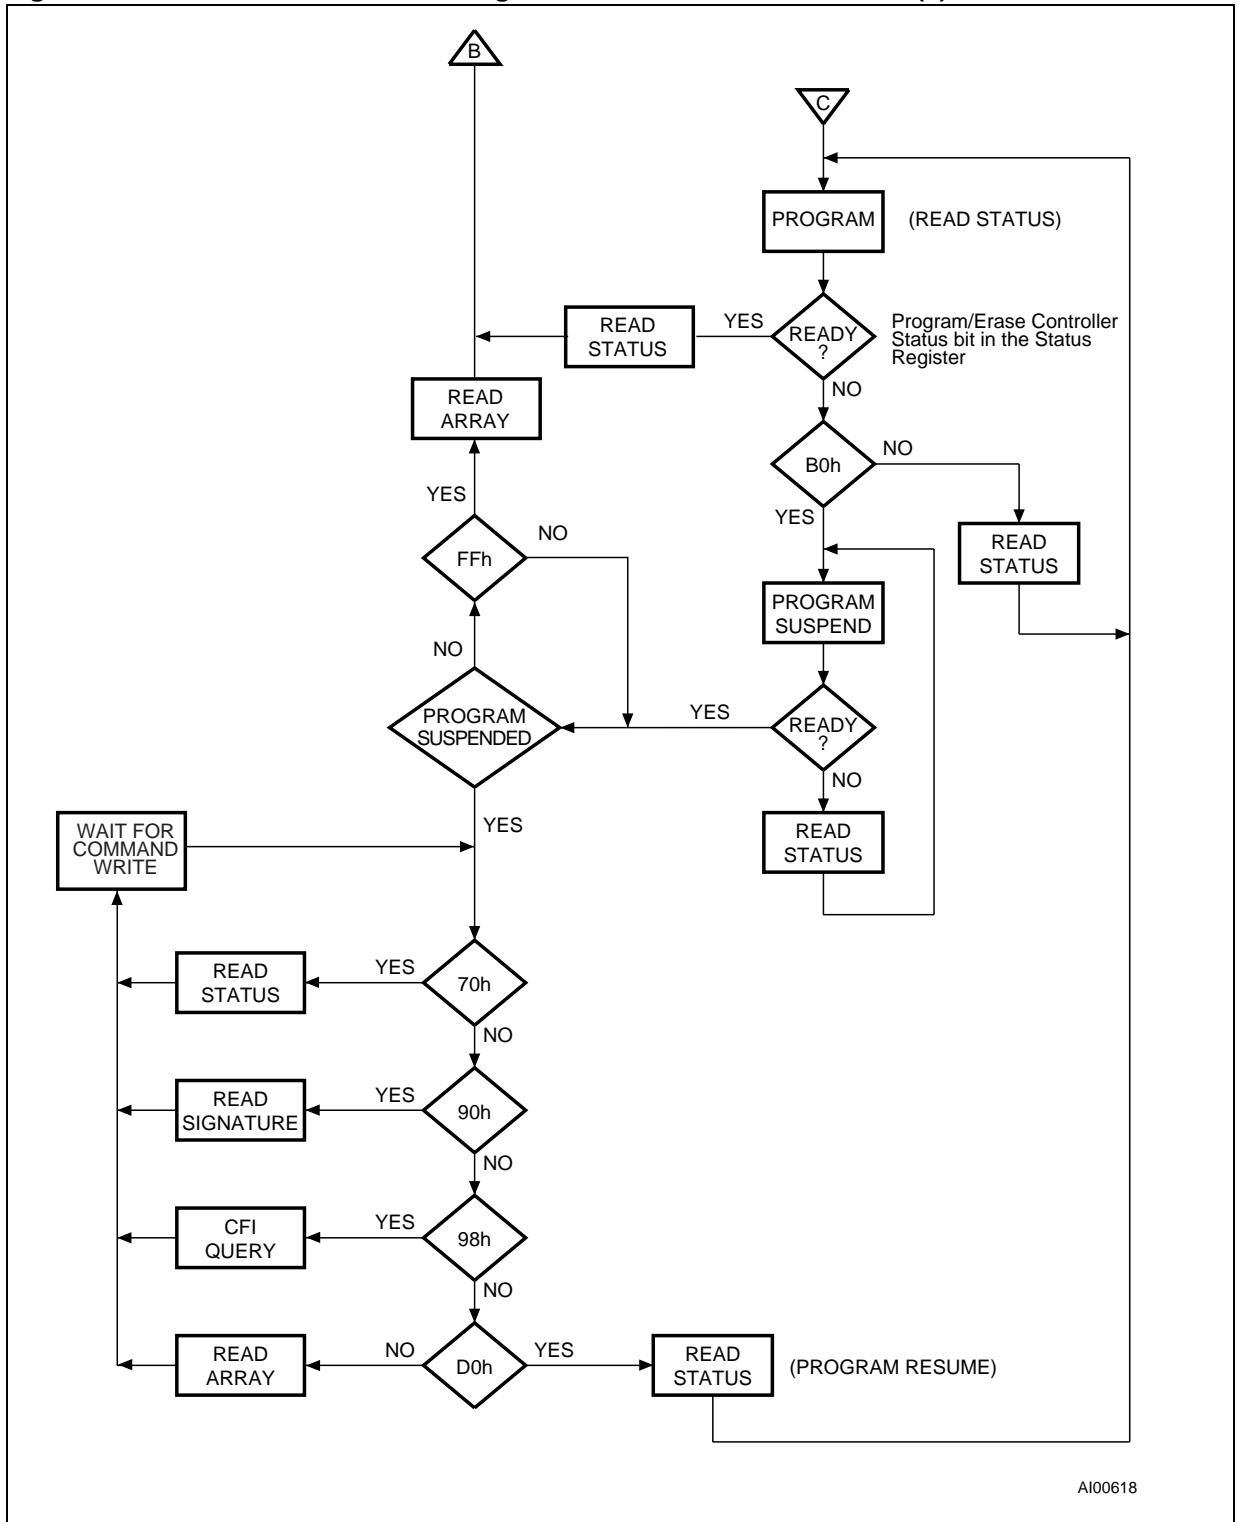 B
C
PROGRAM
(READ STATUS)
READ
STATUS
YES
READY
?
Program/Erase Controller
Status bit in the Status
Register
NO
READ
ARRAY
B0h
NO
YES
YES
FFh
NO
READ
STATUS
PROGRAM
SUSPEND
NO
PROGRAM
SUSPENDED
YES
READY
?
NO
YES
WAIT FOR
COMMAND
WRITE
READ
STATUS
READ
STATUS
YES
70h
NO
READ
SIGNATURE
YES
90h
NO
CFI
QUERY
YES
98h
NO
READ
ARRAY
NO
D0h
YES
READ
STATUS
(PROGRAM RESUME)
AI00618